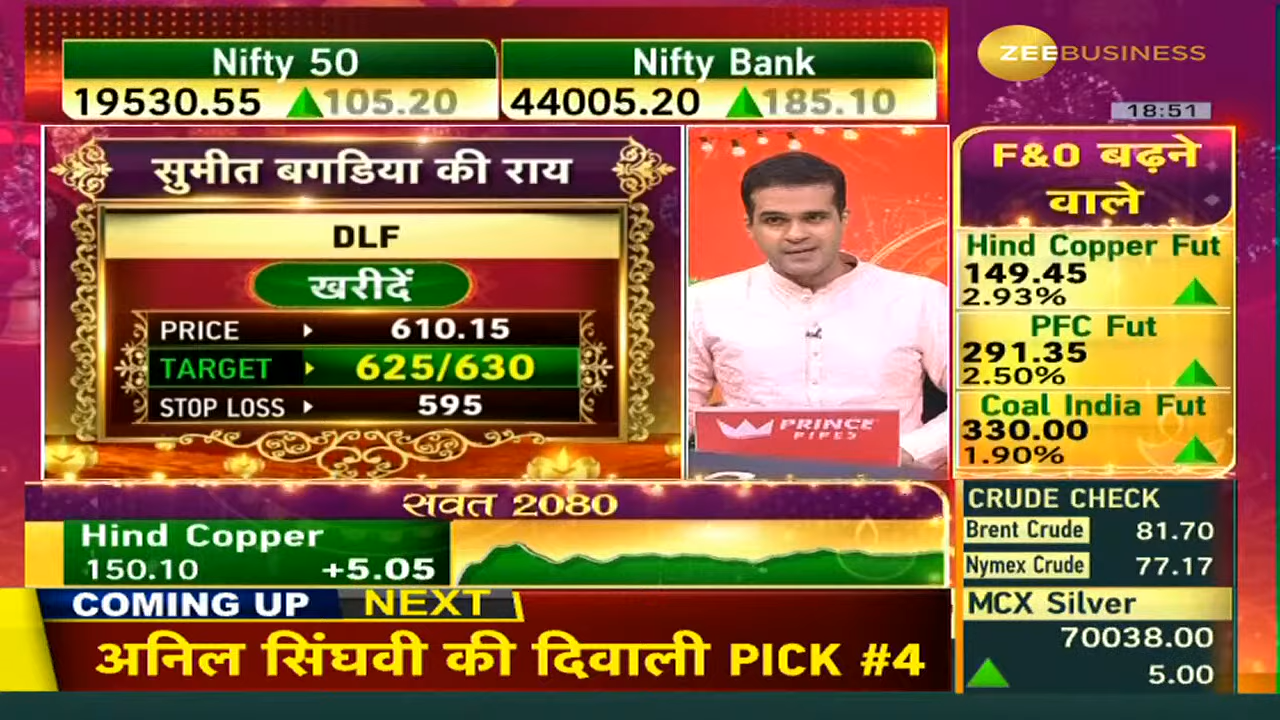 Nifty 50
19530.55 105.20
Nifty Bank
44005.20 185.10
ZEEBUSINESS
18:51
सुमीत बगडिया की राय
DLF
खरीदें
PRICE 610.15
TARGET 625/630
STOP LOSS 595
PRINCE
PIPES
F&O बढ़ने
वाले
Hind Copper Fut
149.45
2.93%
PFC Fut
291.35
2.50%
Coal India Fut
330.00
1.90%
संवत 2080
Hind Copper
150.10 +5.05
CRUDE CHECK
Brent Crude 81.70
Nymex Crude 77.17
MCX Silver
70038.00
5.00
COMING UP NEXT
अनिल सिंघवी की दिवाली PICK #4